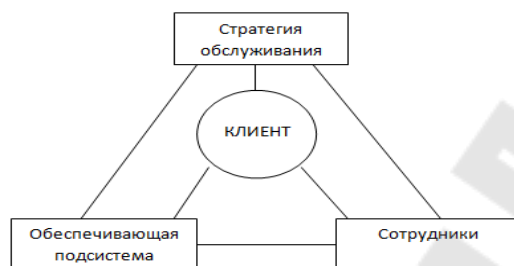 Стратегия
обслуживания
КЛИЕНТ
Обеспечивающая
подсистема
Сотрудники